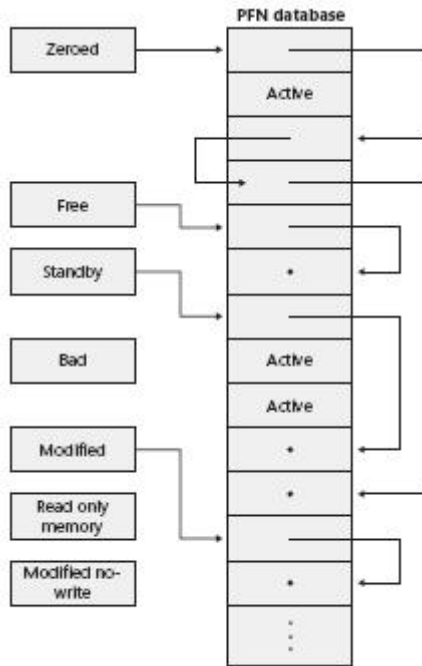 PFN database
Zeroed
Active
Free
Standby
Bad
Active
Active
Modified
Read only
memory
Modified no-
write